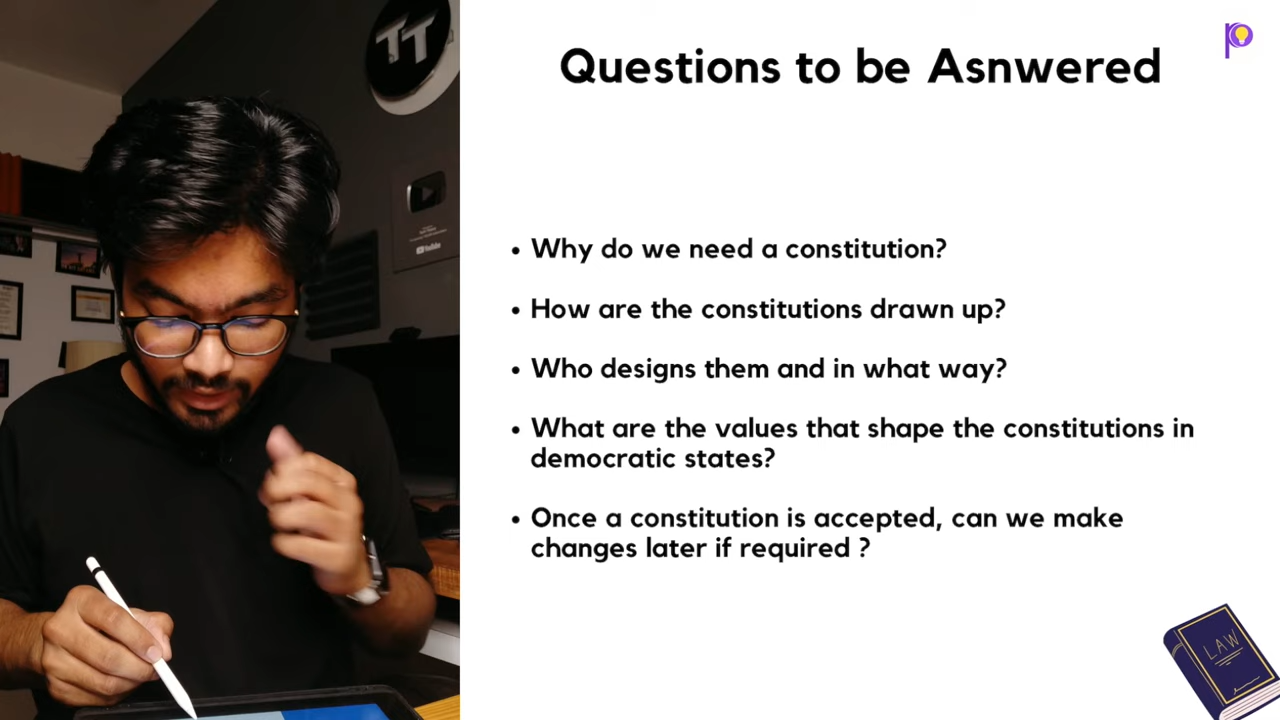 TT
Questions to be Asnwered
• Why do we need a constitution?
• How are the constitutions drawn up?
• Who designs them and in what way?
• What are the values that shape the constitutions in
democratic states?
• Once a constitution is accepted, can we make
changes later if required ?
YouTube
LAW